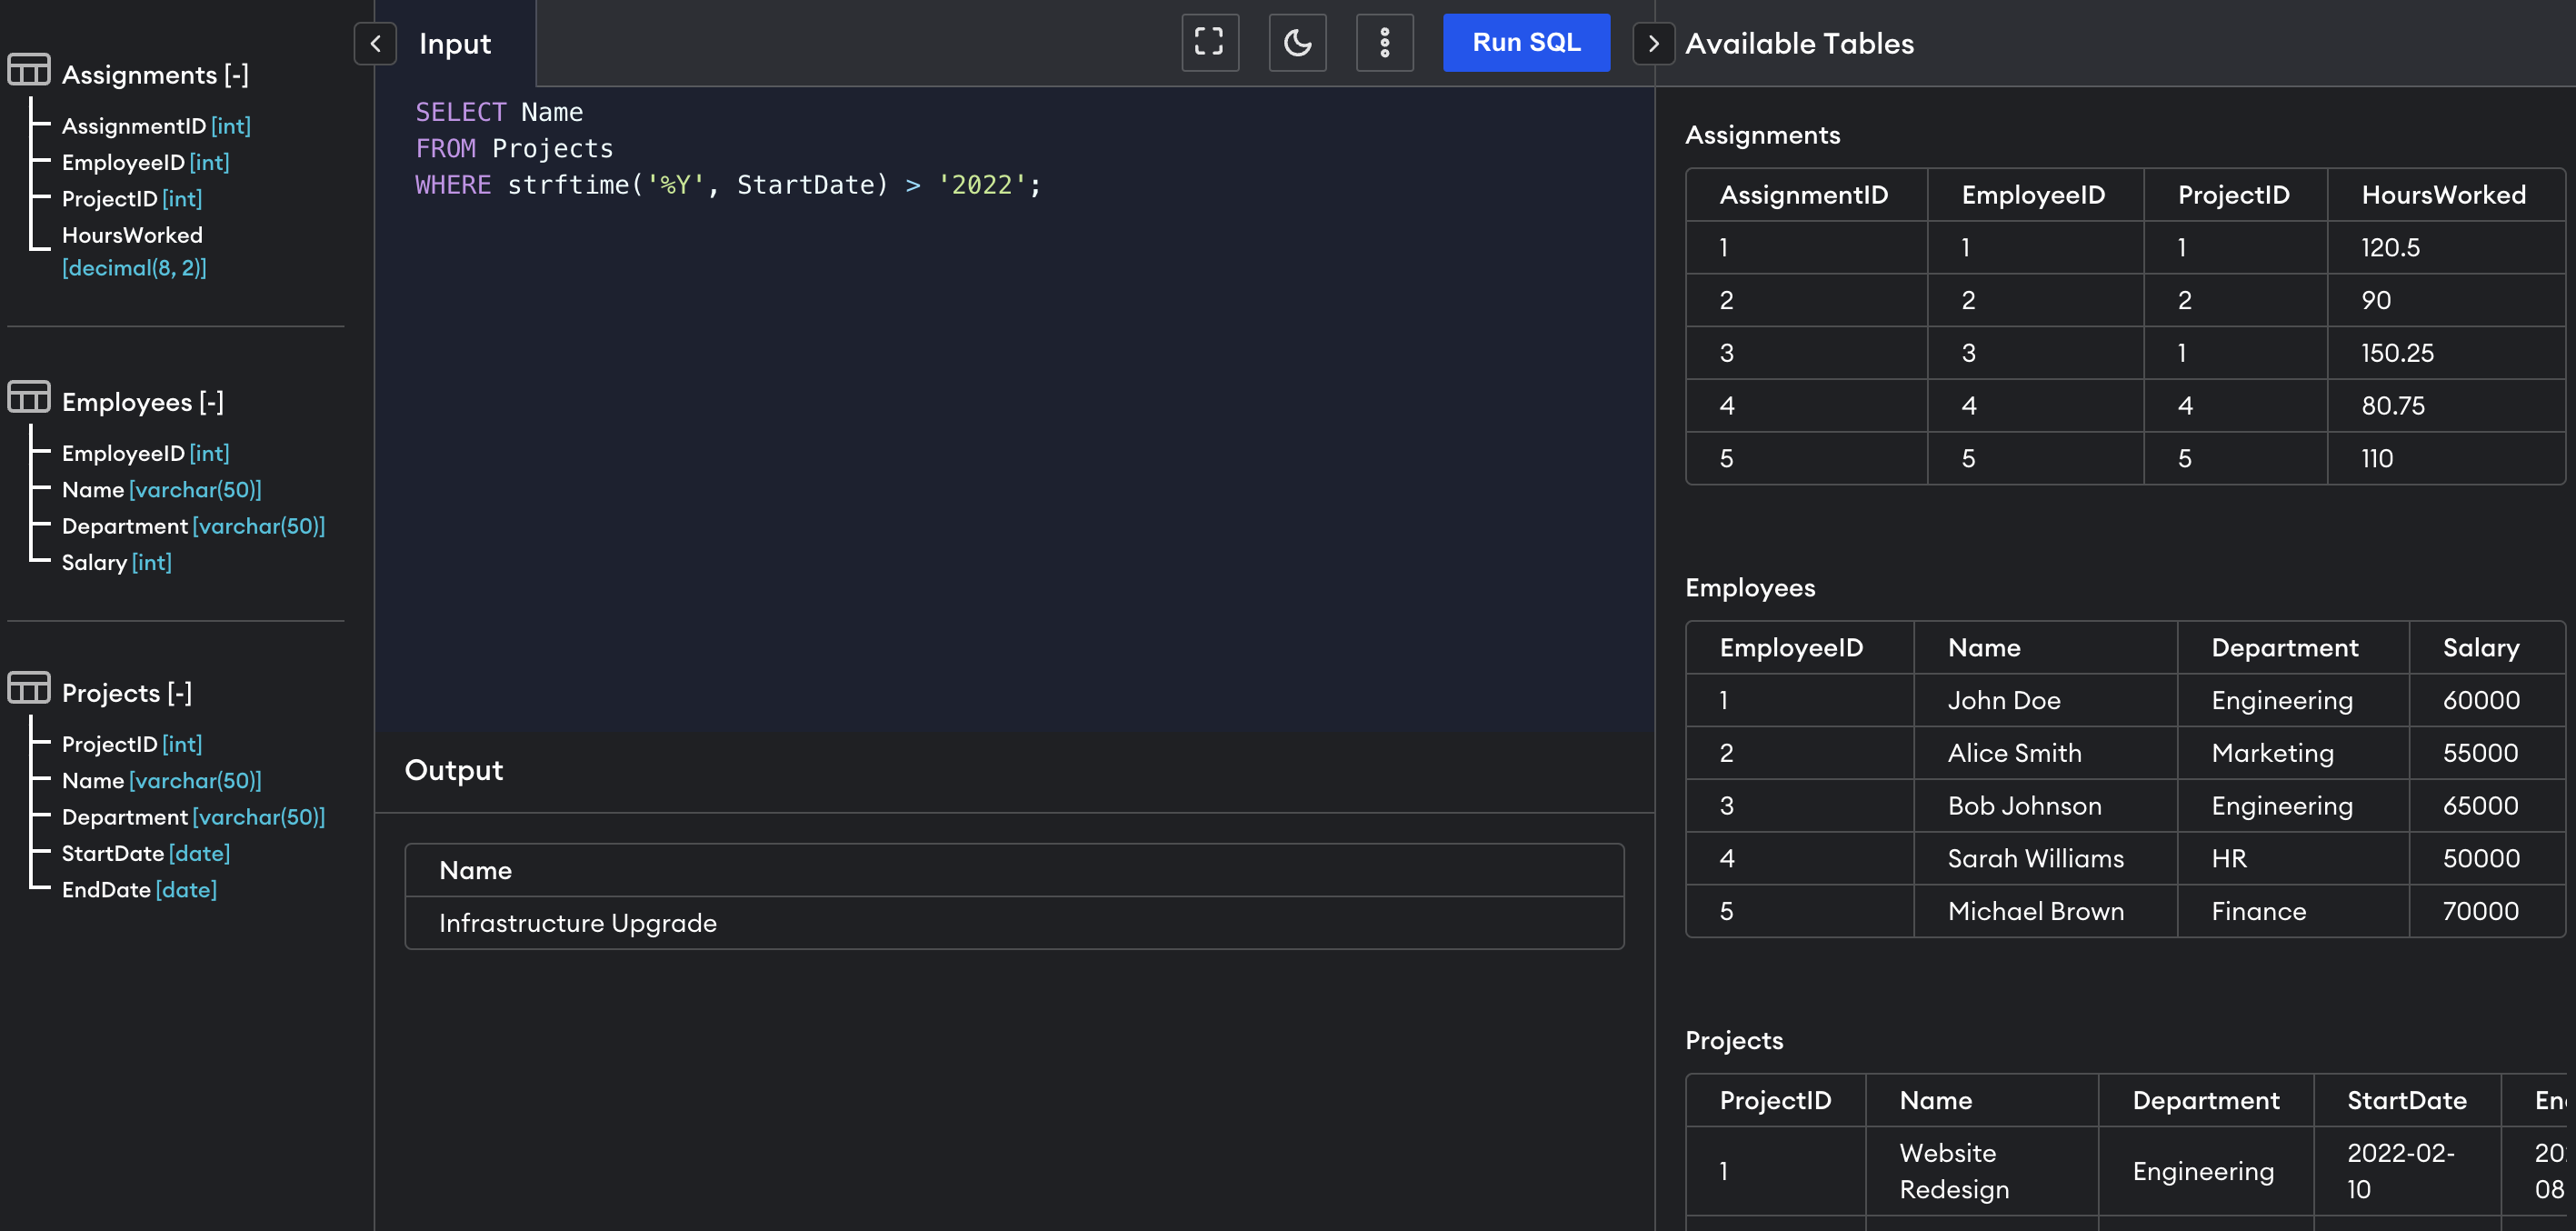 Assignments [-]
AssignmentID [int]
EmployeeID [int]
ProjectID [int]
HoursWorked
[decimal(8, 2)]
Employees [-]
EmployeeID [int]
Name [varchar(50)]
Department [varchar(50)]
Salary [int]
Projects [-]
ProjectID [int]
Name [varchar(50)]
Department [varchar(50)]
StartDate [date]
EndDate [date]
Input
Run SQL
SELECT Name
FROM Projects
WHERE strftime('%Y', StartDate) > '2022';
Output
Name
Infrastructure Upgrade
Available Tables
Assignments
AssignmentID EmployeeID ProjectID HoursWorked
1 1 1 120.5
2 2 2 90
3 3 1 150.25
4 4 4 80.75
5 5 5 110
Employees
EmployeeID Name Department Salary
1 John Doe Engineering 60000
2 Alice Smith Marketing 55000
3 Bob Johnson Engineering 65000
4 Sarah Williams HR 50000
5 Michael Brown Finance 70000
Projects
ProjectID Name Department StartDate
1 Website Redesign Engineering 2022-02-10